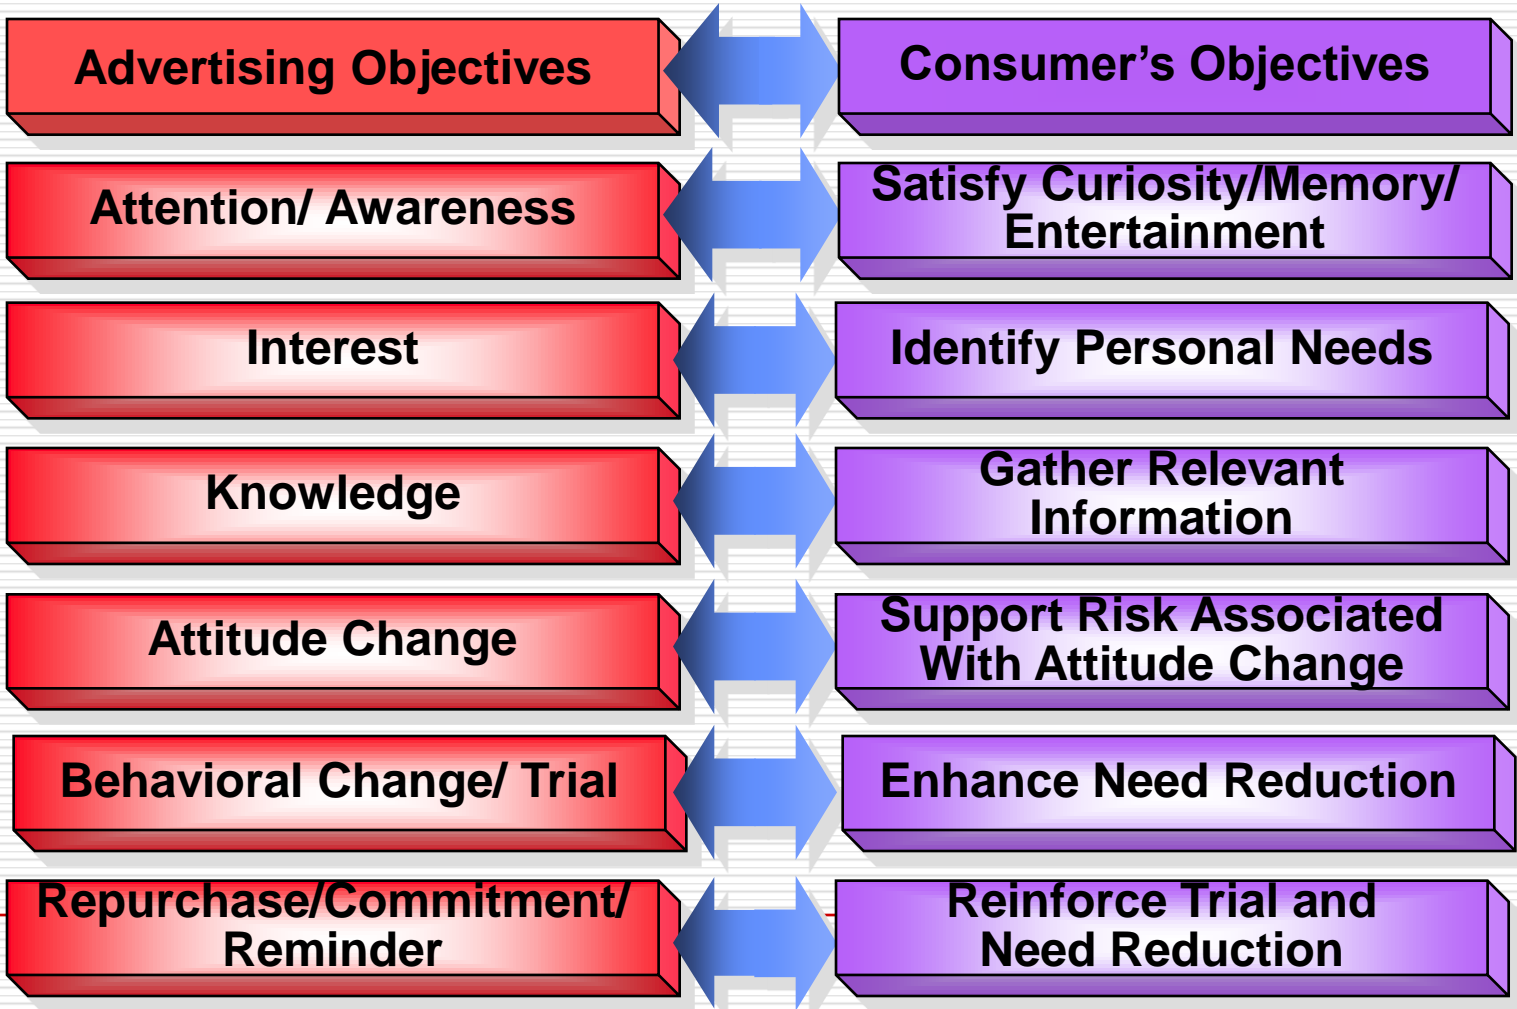 Advertising Objectives
Consumer’s Objectives
Attention/ Awareness
Satisfy Curiosity/Memory/
Entertainment
Interest
Identify Personal Needs
Knowledge
Gather Relevant
Information
Attitude Change
Support Risk Associated
With Attitude Change
Behavioral Change/ Trial
Enhance Need Reduction
Repurchase/Commitment/
Reminder
Reinforce Trial and
Need Reduction